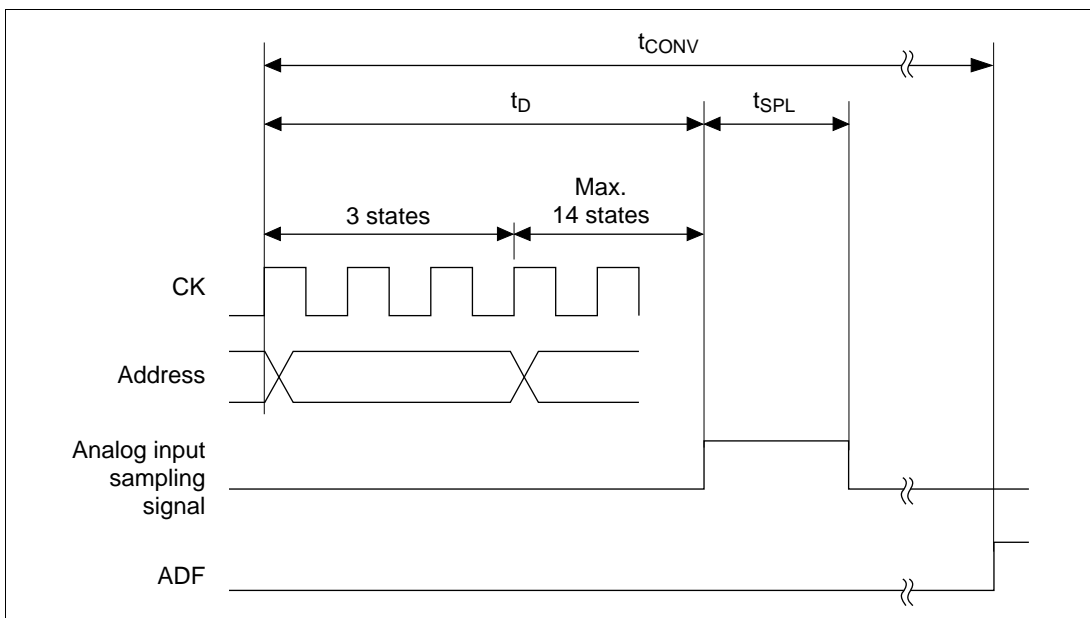 tCONV
tD
tSPL
3 states
Max.
14 states
CK
Address
Analog input
sampling
signal
ADF